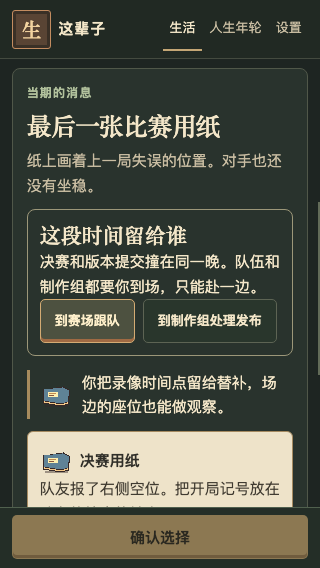 生 这辈子 生活 人生年轮 设置
当期的消息
最后一张比赛用纸
纸上画着上一局失误的位置。对手也还
没有坐稳。
这段时间留给谁
决赛和版本提交撞在同一晚。队伍和
制作组都要你到场，只能赴一边。
到赛场跟队 到制作组处理发布
你把录像时间点留给替补，场
边的座位也能做观察。
决赛用纸
队友报了右侧空位。把开局记号放在
确认选择